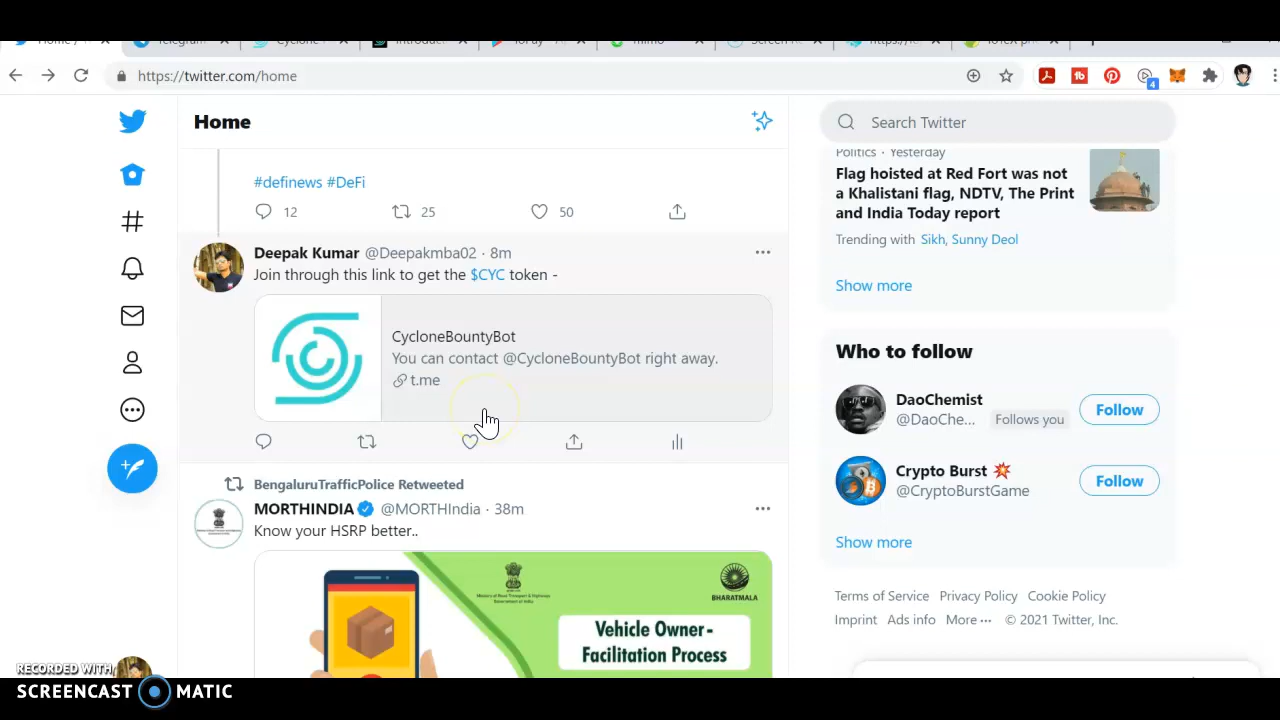 https://twitter.com/home
4
Home
Search Twitter
#definews #DeFi
12
25
50
Deepak Kumar @Deepakmba02 · 8m
Join through this link to get the $CYC token -
CycloneBountyBot
You can contact @CycloneBountyBot right away.
t.me
BengaluruTrafficPolice Retweeted
MORTHINDIA @MORTHIndia · 38m
Know your HSRP better..
BHARATMALA
Vehicle Owner -
Facilitation Process
Politics · Yesterday
Flag hoisted at Red Fort was not
a Khalistani flag, NDTV, The Print
and India Today report
Trending with Sikh, Sunny Deol
Show more
Who to follow
DaoChemist
@DaoChe... Follows you
Follow
Crypto Burst
@CryptoBurstGame
Follow
Show more
Terms of Service Privacy Policy Cookie Policy
Imprint Ads info More ··· © 2021 Twitter, Inc.
RECORDED WITH
SCREENCAST MATIC